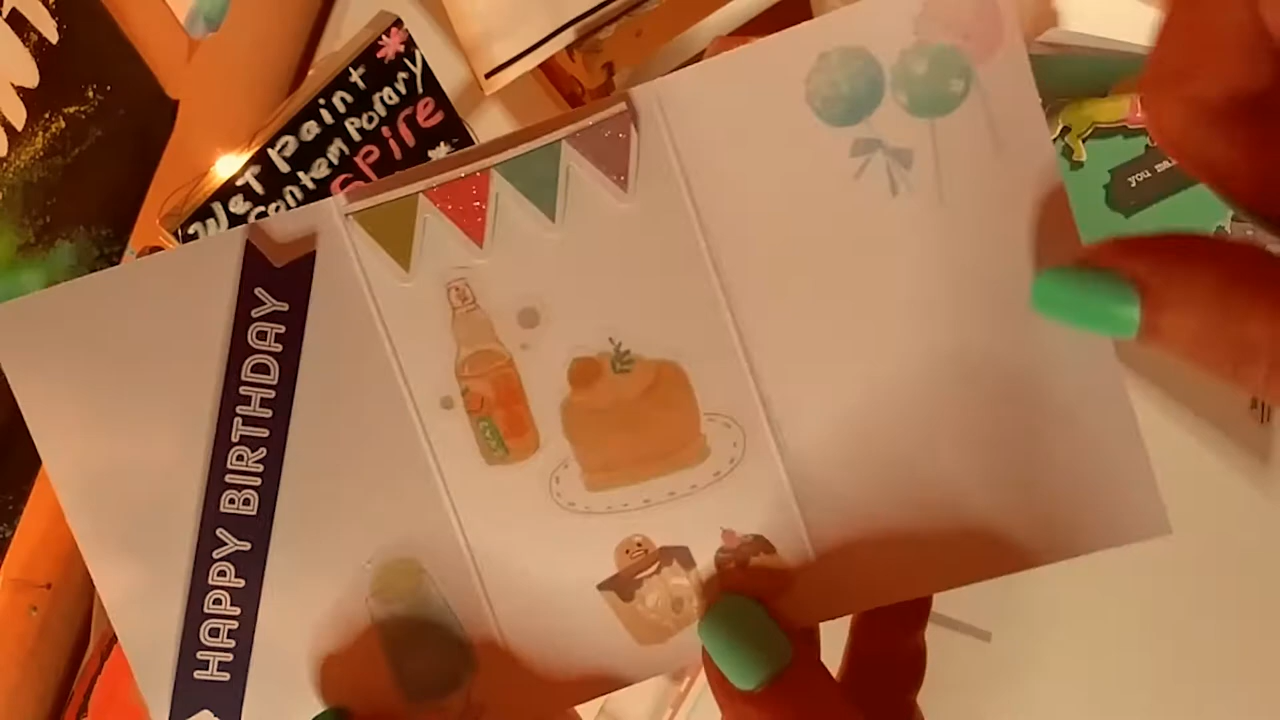 Wet Paint
Contemporary
SPIRE
HAPPY BIRTHDAY
you